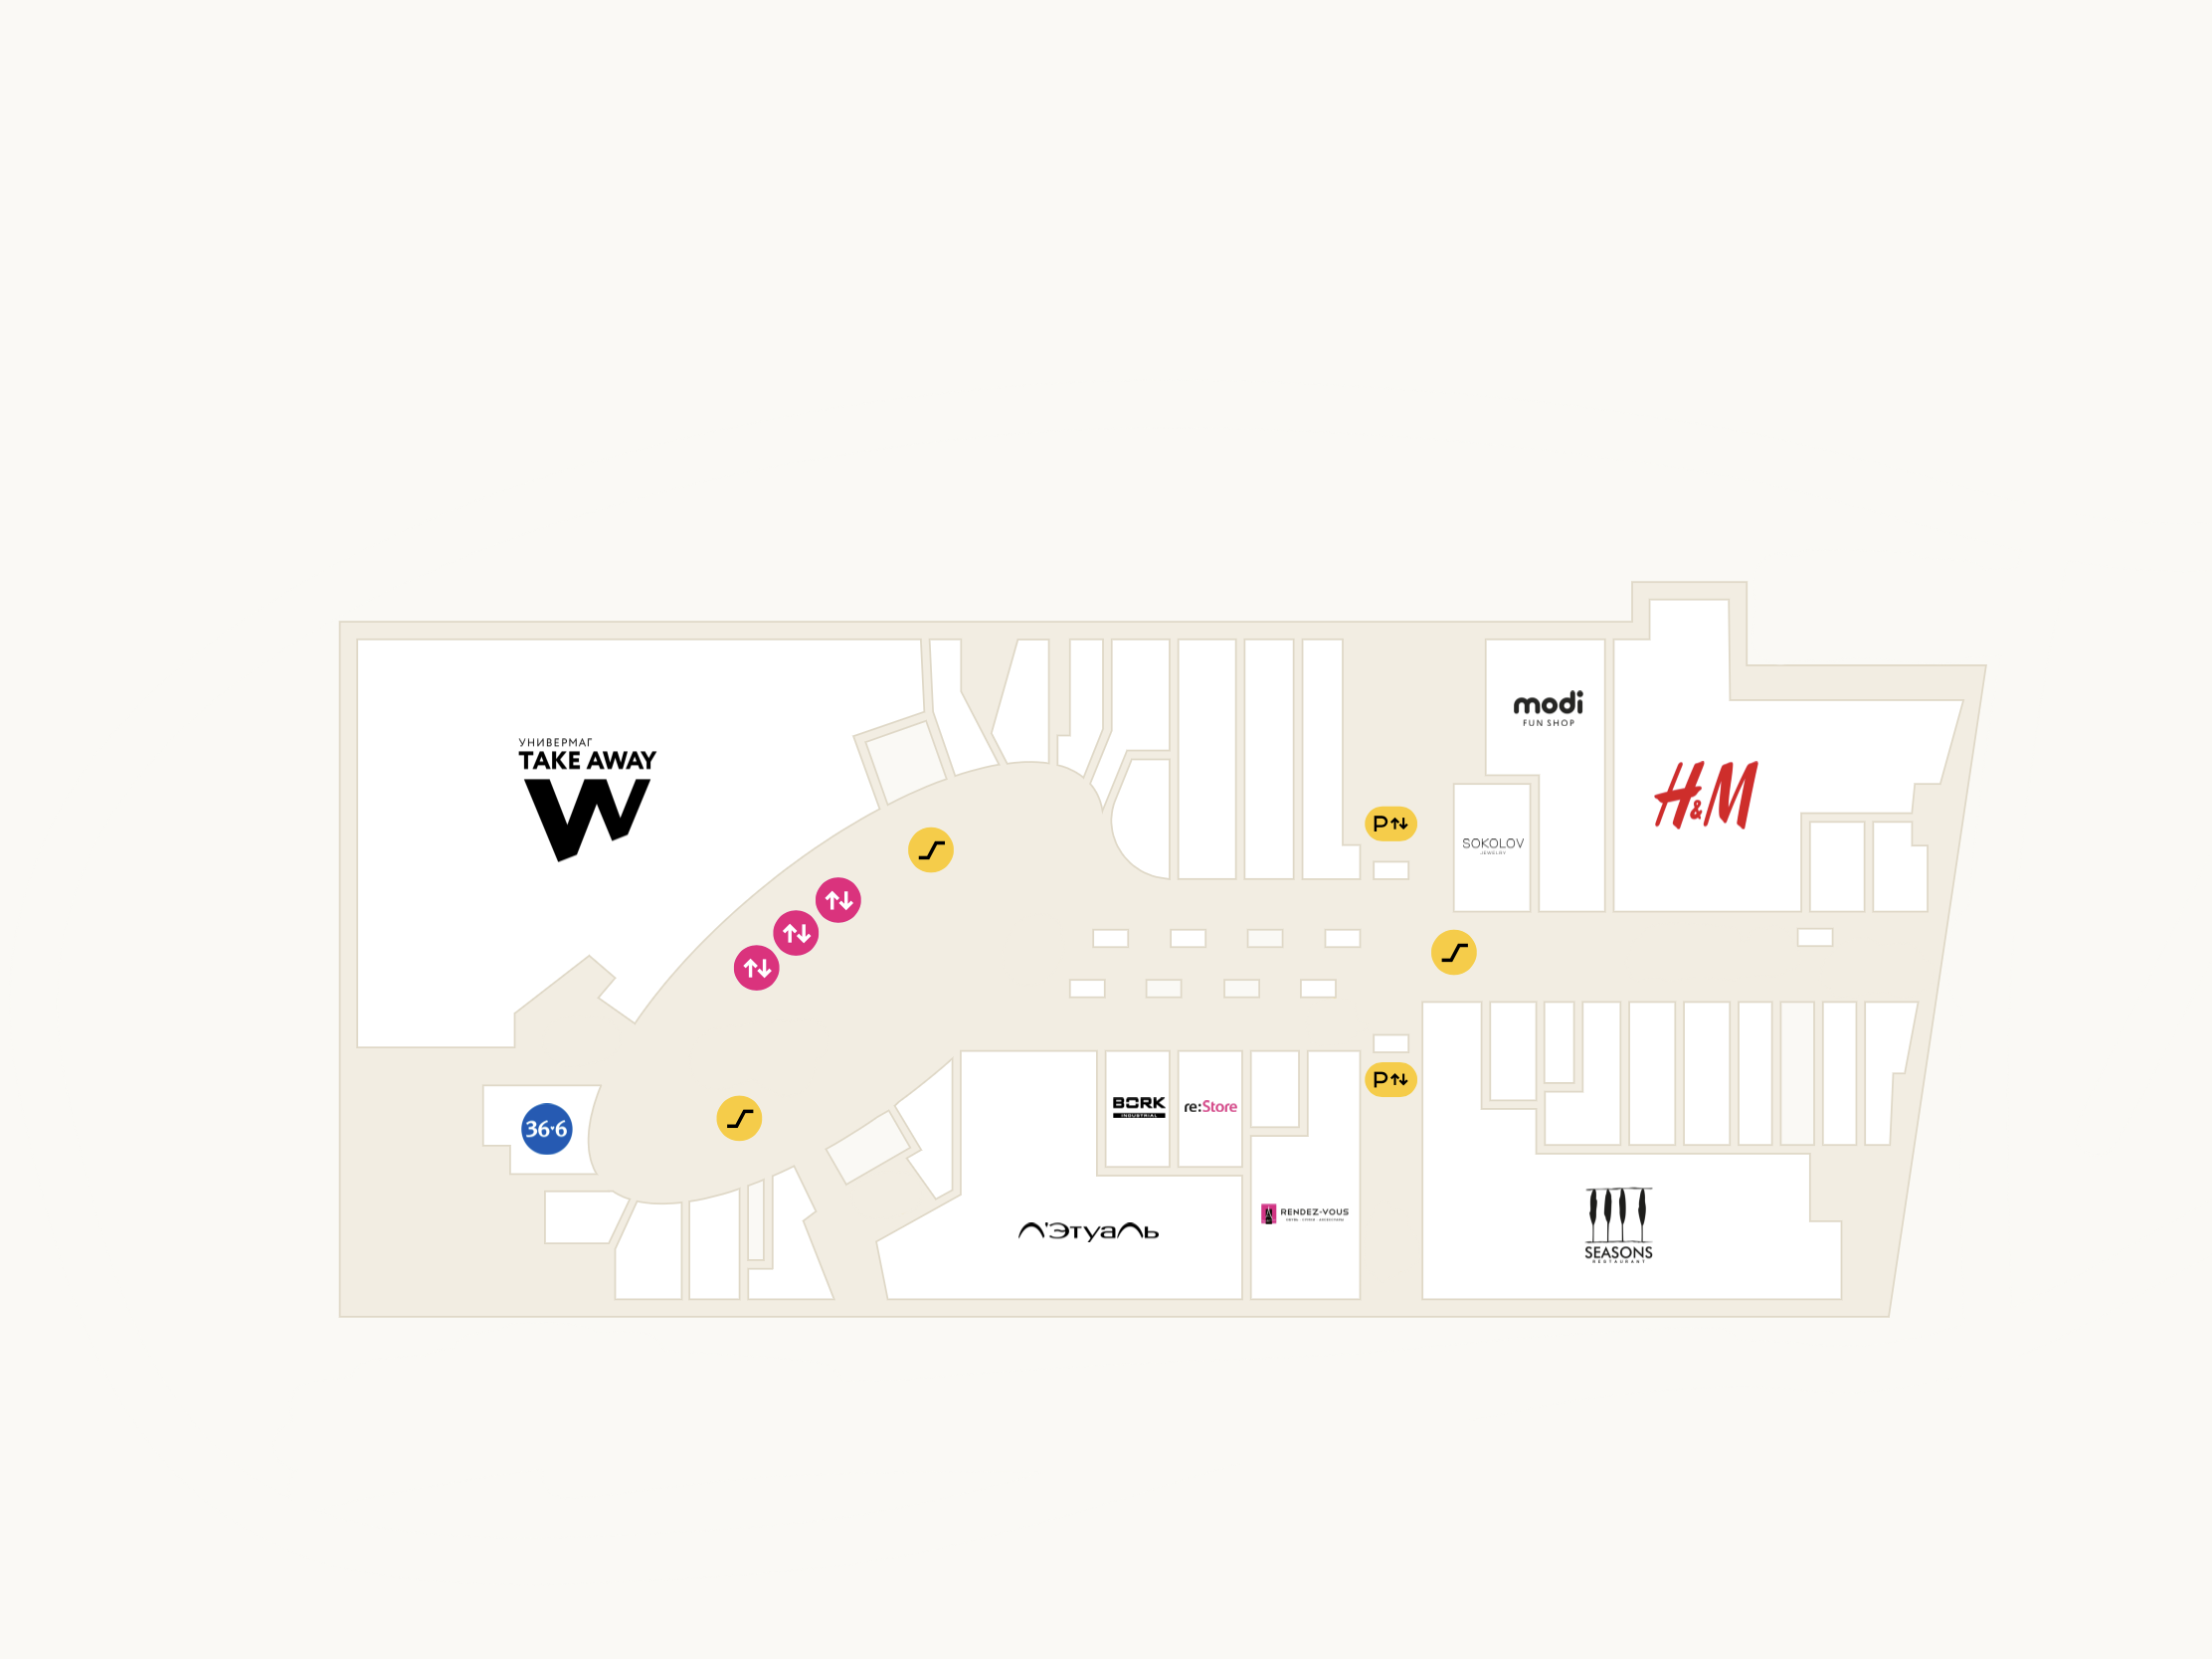 УНИВЕРМАГ
TAKE AWAY
W
modi
FUN SHOP
H&M
SOKOLOV
JEWELRY
P
P
36·6
BORK
INDUSTRIAL
re:Store
Л'Этуаль
RENDEZ-VOUS
SEASONS
RESTAURANT